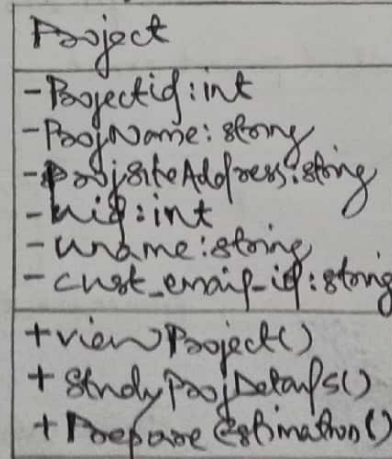 Project
-Projectid:int
-ProjName:string
-ProjSiteAddress:string
-uid:int
-uname:string
-cust_email_id:string
+viewProject()
+StudyProjDetails()
+PrepareEstimation()